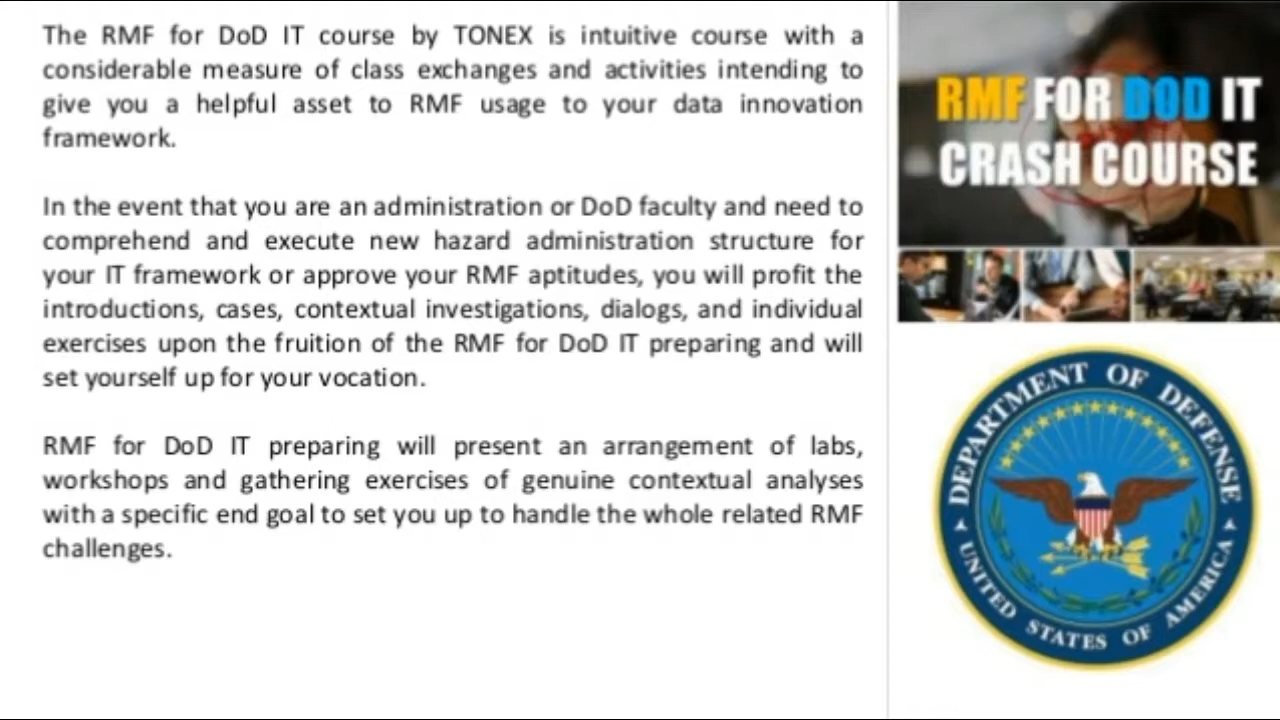 The RMF for DoD IT course by TONEX is intuitive course with a
considerable measure of class exchanges and activities intending to
give you a helpful asset to RMF usage to your data innovation
framework.
In the event that you are an administration or DoD faculty and need to
comprehend and execute new hazard administration structure for
your IT framework or approve your RMF aptitudes, you will profit the
introductions, cases, contextual investigations, dialogs, and individual
exercises upon the fruition of the RMF for DoD IT preparing and will
set yourself up for your vocation.
RMF for DoD IT preparing will present an arrangement of labs,
workshops and gathering exercises of genuine contextual analyses
with a specific end goal to set you up to handle the whole related RMF
challenges.
RMF FOR DOD IT
CRASH COURSE
DEPARTMENT OF DEFENSE
UNITED STATES OF AMERICA